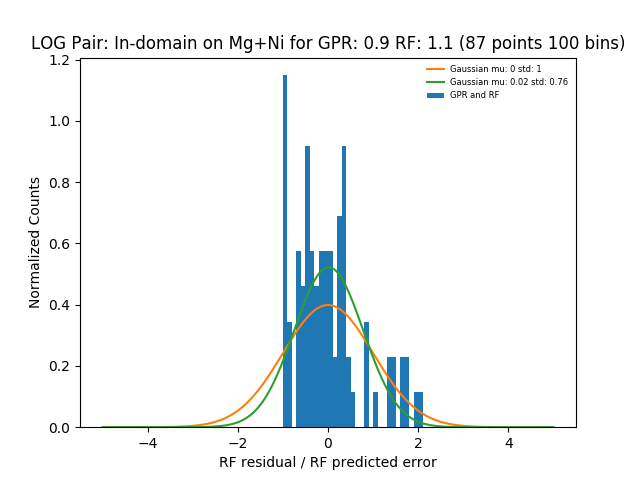 LOG Pair: In-domain on Mg+Ni for GPR: 0.9 RF: 1.1 (87 points 100 bins)
Gaussian mu: 0 std: 1
Gaussian mu: 0.02 std: 0.76
GPR and RF
Normalized Counts
1.2
1.0
0.8
0.6
0.4
0.2
0.0
−4 −2 0 2 4
RF residual / RF predicted error